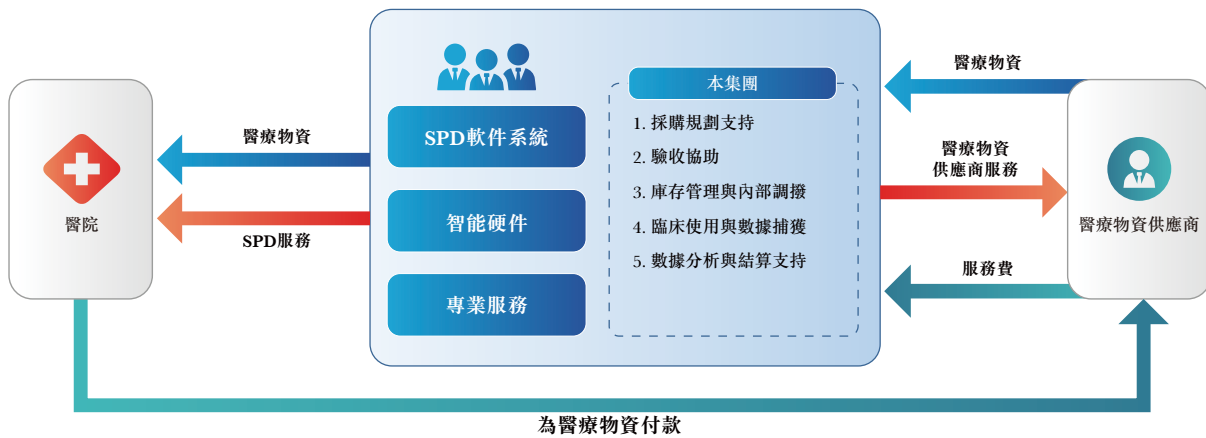 醫院
醫療物資
SPD服務
SPD軟件系統
智能硬件
專業服務
本集團
1. 採購規劃支持
2. 驗收協助
3. 庫存管理與內部調撥
4. 臨床使用與數據捕獲
5. 數據分析與結算支持
醫療物資
醫療物資
供應商服務
服務費
醫療物資供應商
為醫療物資付款